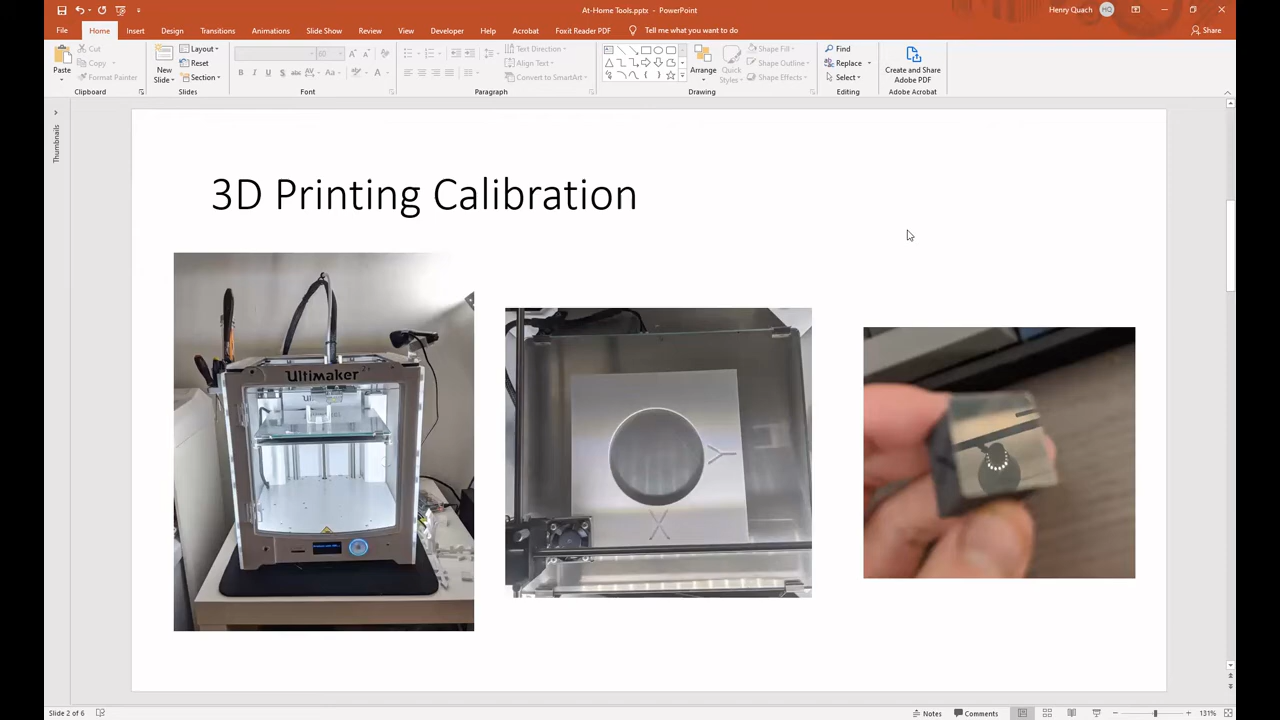 At-Home Tools.pptx - PowerPoint
Henry Quach HQ
File Home Insert Design Transitions Animations Slide Show Review View Developer Help Acrobat Foxit Reader PDF Tell me what you want to do Share
Paste
Cut
Copy
Format Painter
Clipboard
New Slide
Layout
Reset
Section
Slides
60
B I U S
Font
Text Direction
Align Text
Convert to SmartArt
Paragraph
Arrange
Quick Styles
Shape Fill
Shape Outline
Shape Effects
Drawing
Find
Replace
Select
Editing
Create and Share Adobe PDF
Adobe Acrobat
Thumbnails
3D Printing Calibration
Ultimaker
Y
X
Slide 2 of 6 Notes Comments 131%